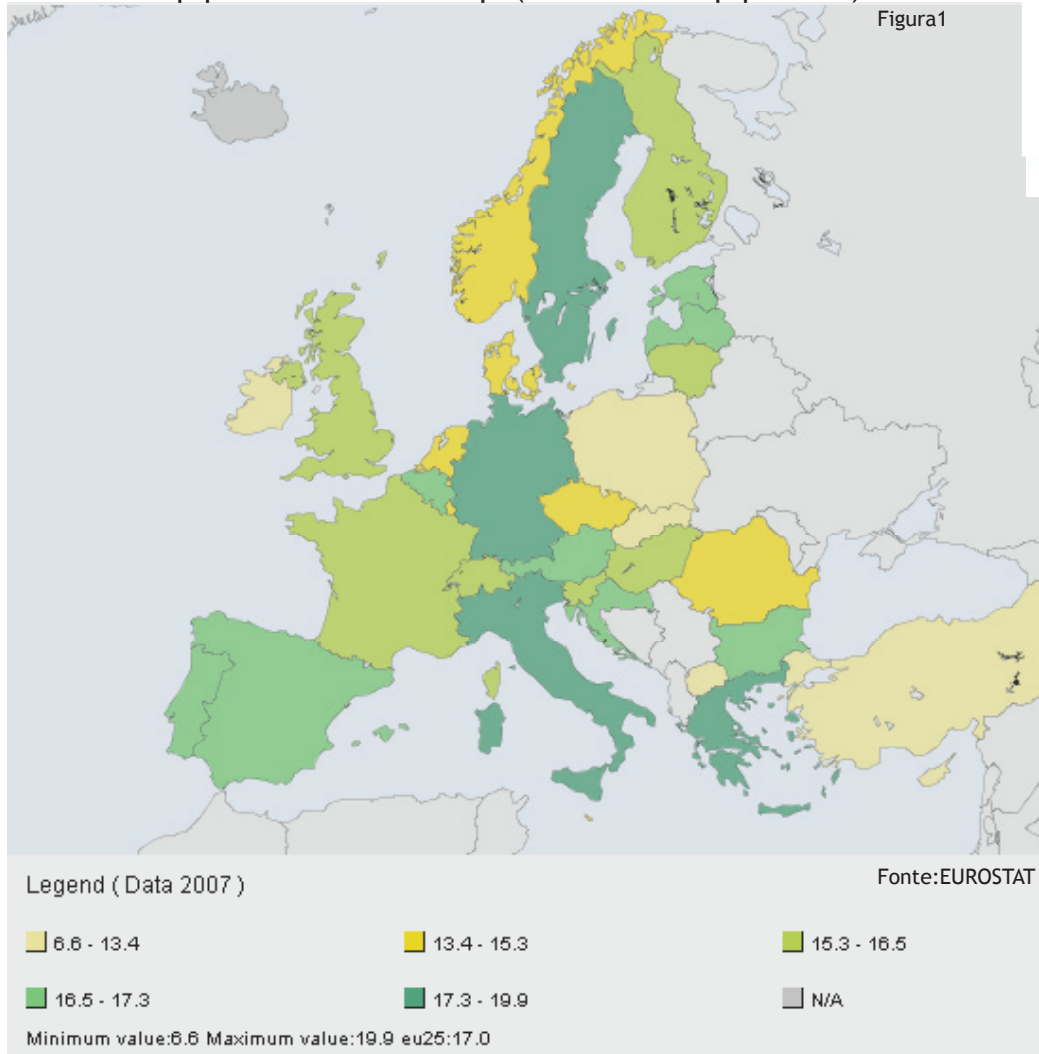 Figura1
Legend ( Data 2007 )
Fonte:EUROSTAT
6.6 - 13.4
13.4 - 15.3
15.3 - 16.5
16.5 - 17.3
17.3 - 19.9
N/A
Minimum value:6.6 Maximum value:19.9 eu25:17.0